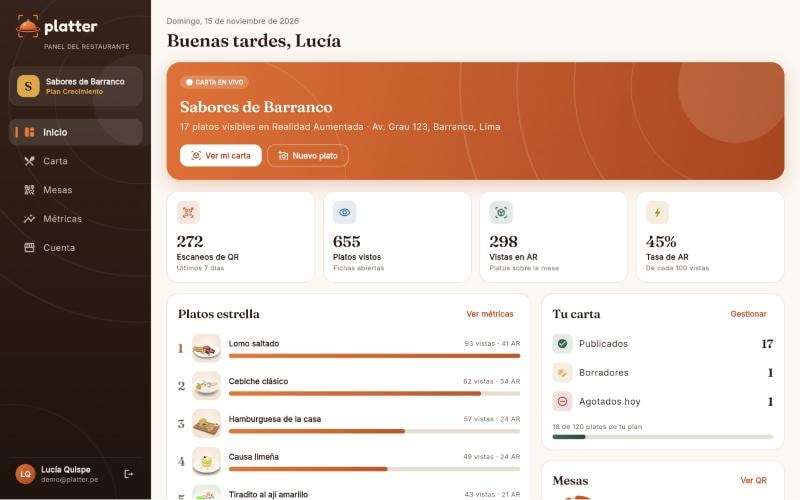 platter
PANEL DEL RESTAURANTE
S
Sabores de Barranco
Plan Crecimiento
Inicio
Carta
Mesas
Métricas
Cuenta
LQ
Lucía Quispe
demo@platter.pe
Domingo, 15 de noviembre de 2026
Buenas tardes, Lucía
CARTA EN VIVO
Sabores de Barranco
17 platos visibles en Realidad Aumentada · Av. Grau 123, Barranco, Lima
Ver mi carta
Nuevo plato
272
Escaneos de QR
Últimos 7 días
655
Platos vistos
Fichas abiertas
298
Vistas en AR
Platos sobre la mesa
45%
Tasa de AR
De cada 100 vistas
Platos estrella
Ver métricas
1 Lomo saltado 93 vistas · 41 AR
2 Cebiche clásico 82 vistas · 34 AR
3 Hamburguesa de la casa 57 vistas · 24 AR
4 Causa limeña 49 vistas · 24 AR
5 Tiradito al ají amarillo 43 vistas · 21 AR
Tu carta
Gestionar
Publicados 17
Borradores 1
Agotados hoy 1
18 de 120 platos de tu plan
Mesas
Ver QR